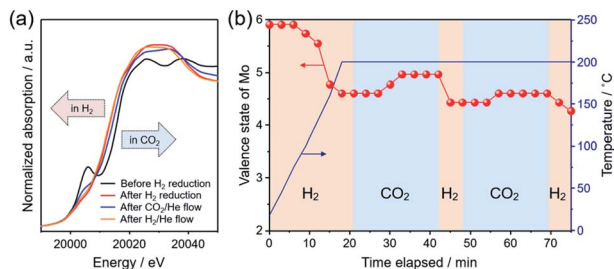 (a)
Normalized absorption / a.u.
in H2
in CO2
Before H2 reduction
After H2 reduction
After CO2/He flow
After H2/He flow
20000 20020 20040
Energy / eV
(b)
Valence state of Mo
6
5
4
3
2
H2 CO2 H2 CO2 H2
0 10 20 30 40 50 60 70
Time elapsed / min
250
200
150
100
50
0
Temperature / °C